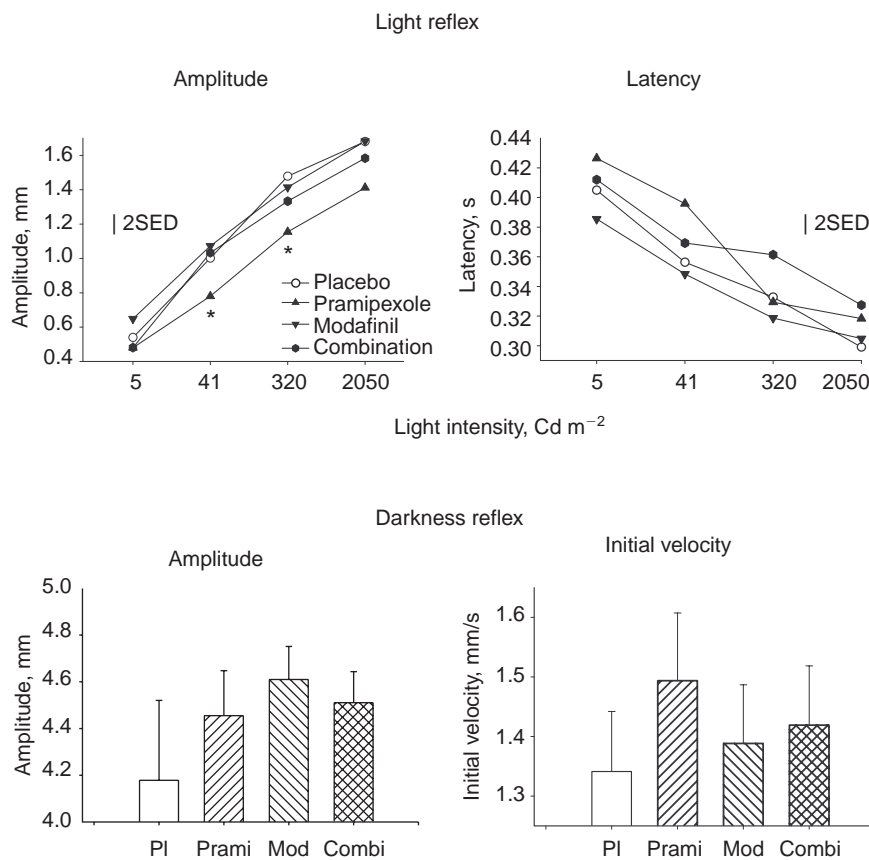 Light reflex
Amplitude
Amplitude, mm
1.6
1.4
1.2
1.0
0.8
0.6
0.4
| 2SED
*
*
Placebo
Pramipexole
Modafinil
Combination
5 41 320 2050
Latency
Latency, s
0.44
0.42
0.40
0.38
0.36
0.34
0.32
0.30
| 2SED
5 41 320 2050
Light intensity, Cd m⁻²
Darkness reflex
Amplitude
Amplitude, mm
5.0
4.8
4.6
4.4
4.2
4.0
Pl Prami Mod Combi
Initial velocity
Initial velocity, mm/s
1.6
1.5
1.4
1.3
Pl Prami Mod Combi